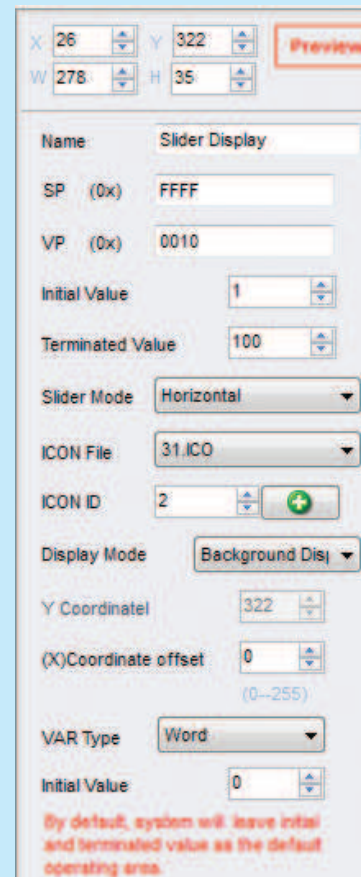 X 26 Y 322 Preview
W 278 H 35
Name Slider Display
SP (0x) FFFF
VP (0x) 0010
Initial Value 1
Terminated Value 100
Slider Mode Horizontal
ICON File 31.ICO
ICON ID 2
Display Mode Background Disp
Y Coordinatel 322
(X)Coordinate offset 0
(0--255)
VAR Type Word
Initial Value 0
By default, system will leave initial
and terminated value as the default
operating area.